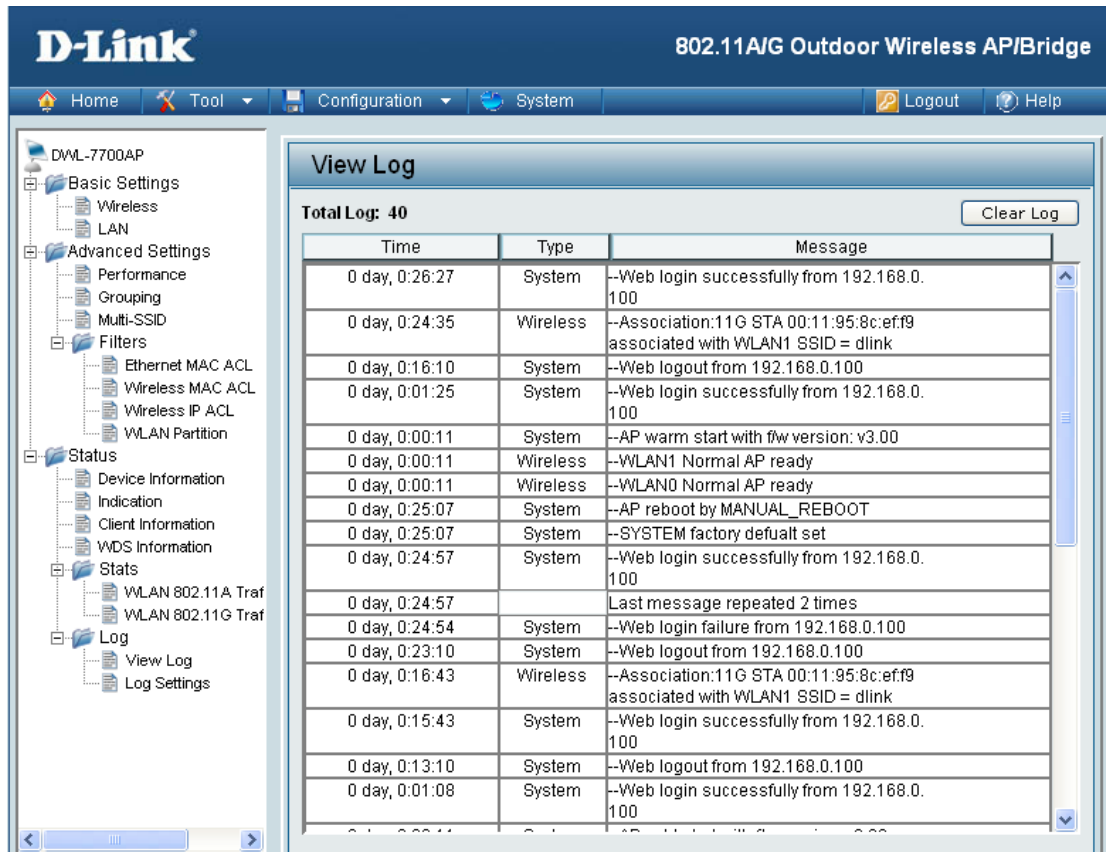 D-Link
802.11A/G Outdoor Wireless AP/Bridge
Home Tool Configuration System Logout Help
DWL-7700AP
Basic Settings
Wireless
LAN
Advanced Settings
Performance
Grouping
Multi-SSID
Filters
Ethernet MAC ACL
Wireless MAC ACL
Wireless IP ACL
WLAN Partition
Status
Device Information
Indication
Client Information
WDS Information
Stats
WLAN 802.11A Traf
WLAN 802.11G Traf
Log
View Log
Log Settings
View Log
Total Log: 40 Clear Log
Time Type Message
0 day, 0:26:27 System --Web login successfully from 192.168.0.
100
0 day, 0:24:35 Wireless --Association:11G STA 00:11:95:8c:ef:f9
associated with WLAN1 SSID = dlink
0 day, 0:16:10 System --Web logout from 192.168.0.100
0 day, 0:01:25 System --Web login successfully from 192.168.0.
100
0 day, 0:00:11 System --AP warm start with f/w version: v3.00
0 day, 0:00:11 Wireless --WLAN1 Normal AP ready
0 day, 0:00:11 Wireless --WLAN0 Normal AP ready
0 day, 0:25:07 System --AP reboot by MANUAL_REBOOT
0 day, 0:25:07 System --SYSTEM factory defualt set
0 day, 0:24:57 System --Web login successfully from 192.168.0.
100
0 day, 0:24:57 Last message repeated 2 times
0 day, 0:24:54 System --Web login failure from 192.168.0.100
0 day, 0:23:10 System --Web logout from 192.168.0.100
0 day, 0:16:43 Wireless --Association:11G STA 00:11:95:8c:ef:f9
associated with WLAN1 SSID = dlink
0 day, 0:15:43 System --Web login successfully from 192.168.0.
100
0 day, 0:13:10 System --Web logout from 192.168.0.100
0 day, 0:01:08 System --Web login successfully from 192.168.0.
100